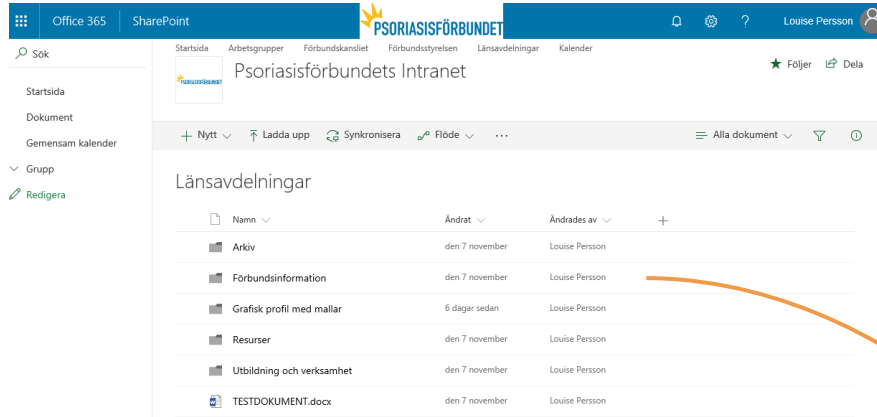 Office 365 SharePoint PSORIASISFÖRBUNDET ? Louise Persson
Sök
Startsida Arbetsgrupper Förbundskansliet Förbundsstyrelsen Länsavdelningar Kalender
PSORIASISFÖRBUNDET Psoriasisförbundets Intranet Följer Dela
Startsida
Dokument
Gemensam kalender
Grupp
Redigera
Nytt Ladda upp Synkronisera Flöde ... Alla dokument
Länsavdelningar
Namn Ändrat Ändrades av
Arkiv den 7 november Louise Persson
Förbundsinformation den 7 november Louise Persson
Grafisk profil med mallar 6 dagar sedan Louise Persson
Resurser den 7 november Louise Persson
Utbildning och verksamhet den 7 november Louise Persson
TESTDOKUMENT.docx den 7 november Louise Persson